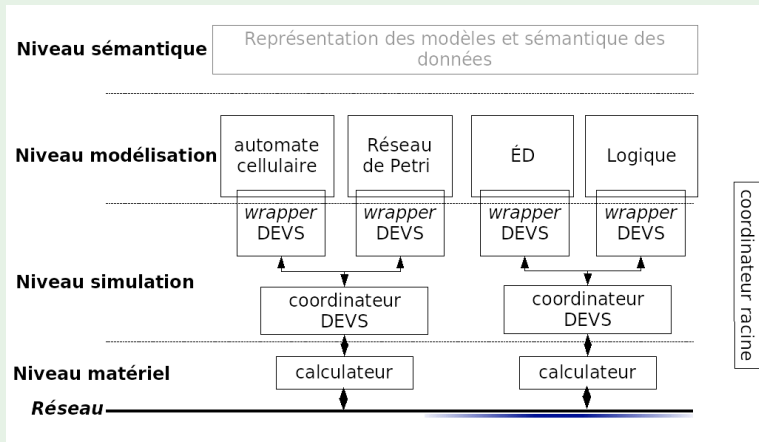 Niveau sémantique
Représentation des modèles et sémantique des
données
Niveau modélisation
automate
cellulaire
Réseau
de Petri
ÉD
Logique
wrapper
DEVS
wrapper
DEVS
wrapper
DEVS
wrapper
DEVS
Niveau simulation
coordinateur
DEVS
coordinateur
DEVS
coordinateur racine
Niveau matériel
calculateur
calculateur
Réseau